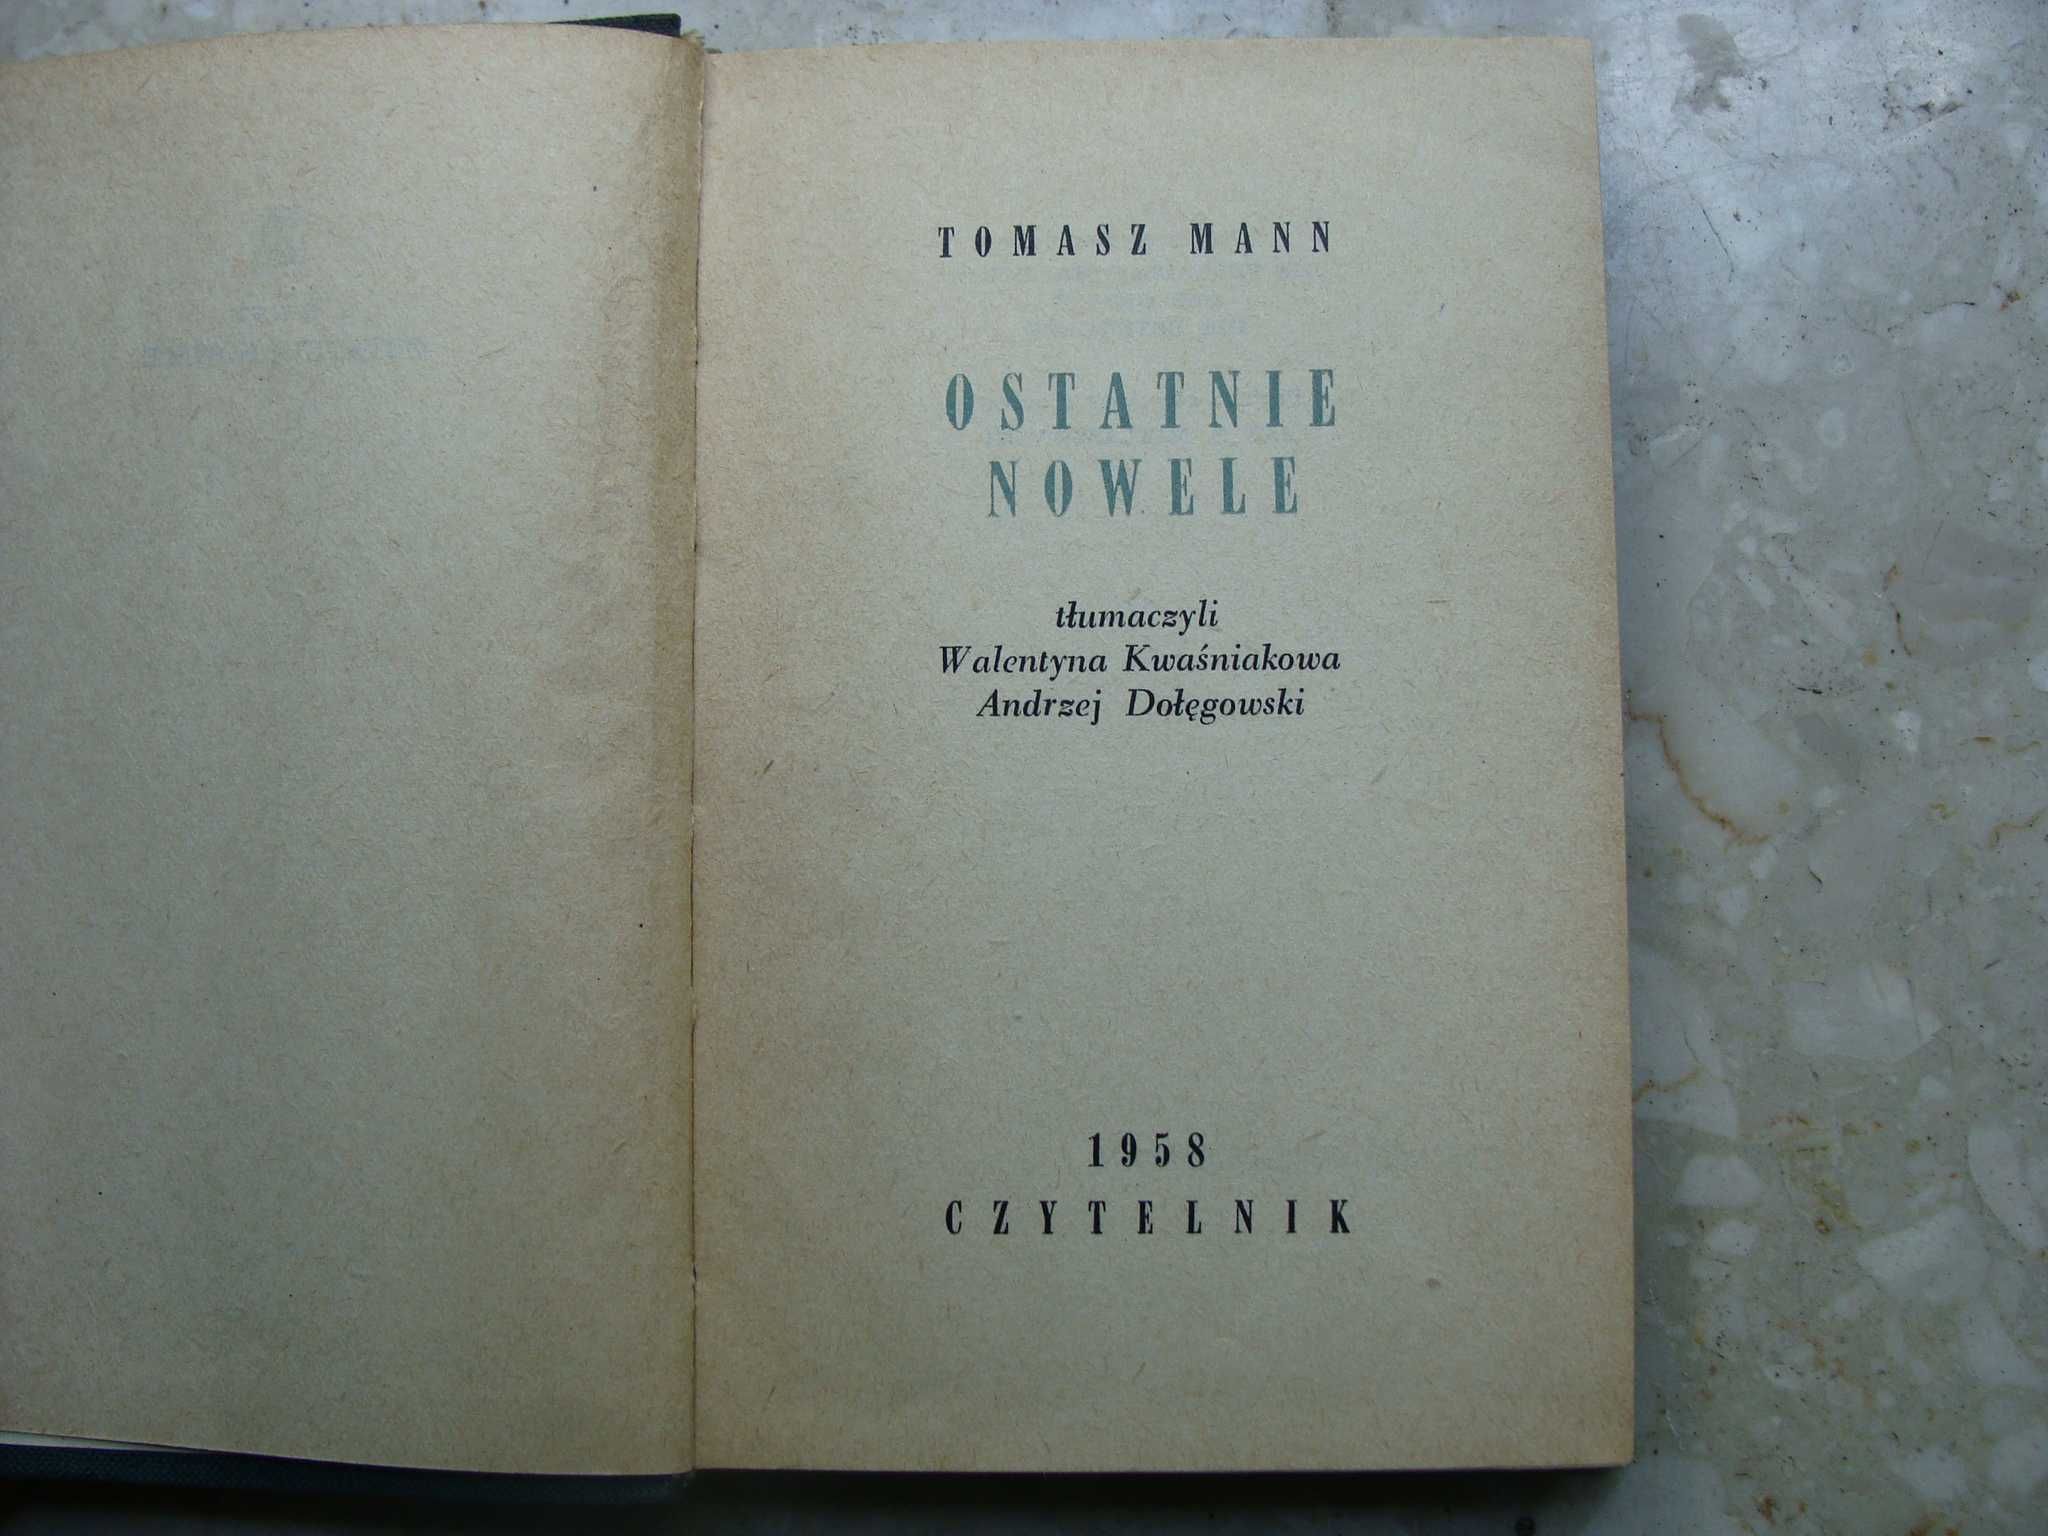 TOMASZ MANN
OSTATNIE
NOWELE
tłumaczyli
Walentyna Kwaśniakowa
Andrzej Dołęgowski
1958
CZYTELNIK